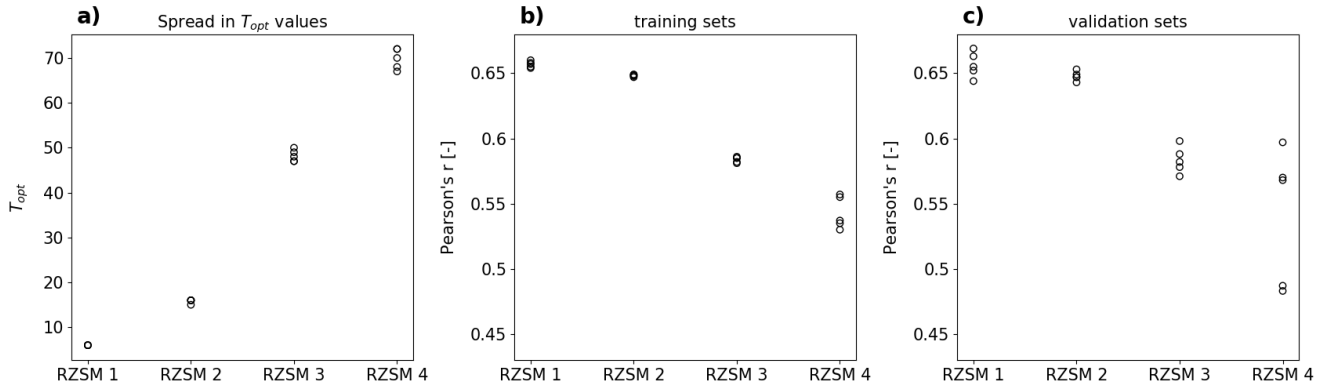 a)
Spread in T_opt values
70
60
50
40
30
20
10
T_opt
RZSM 1 RZSM 2 RZSM 3 RZSM 4
b)
training sets
0.65
0.6
0.55
0.5
0.45
Pearson's r [-]
RZSM 1 RZSM 2 RZSM 3 RZSM 4
c)
validation sets
0.65
0.6
0.55
0.5
0.45
Pearson's r [-]
RZSM 1 RZSM 2 RZSM 3 RZSM 4